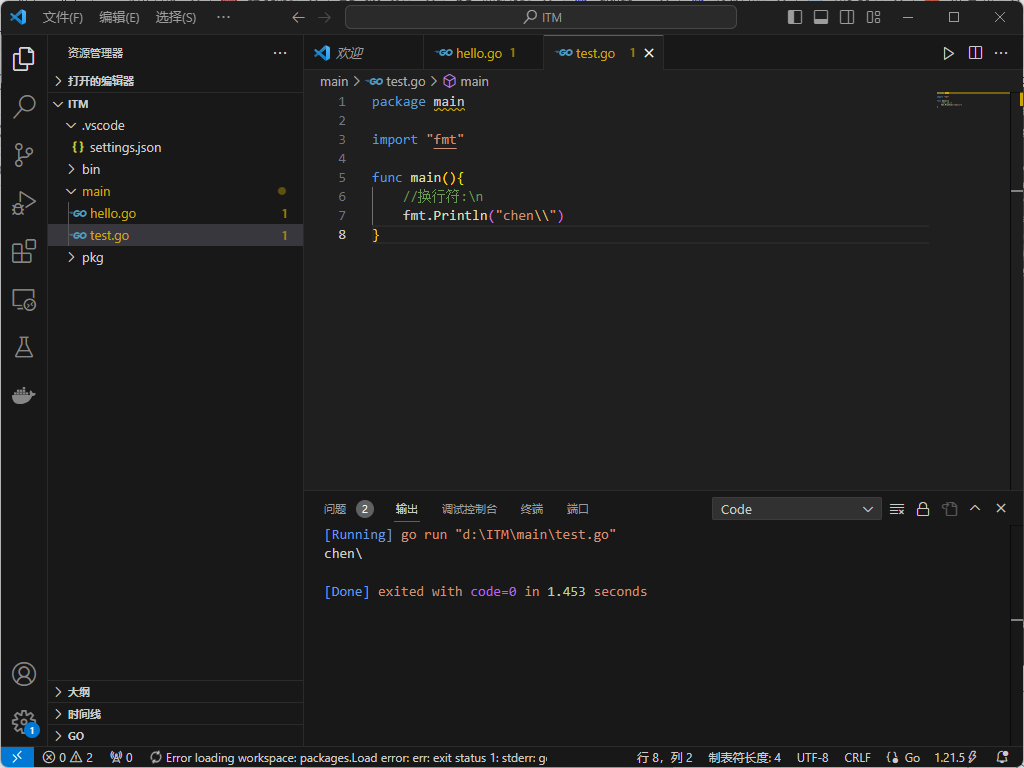 文件(F) 编辑(E) 选择(S) ··· ITM
资源管理器 ···
打开的编辑器
ITM
.vscode
{} settings.json
bin
main
GO hello.go 1
GO test.go 1
pkg
大纲
时间线
GO
欢迎 GO hello.go 1 GO test.go 1
main > GO test.go > main
1 package main
2
3 import "fmt"
4
5 func main(){
6 //换行符:\n
7 fmt.Println("chen\\")
8 }
问题 2 输出 调试控制台 终端 端口 Code
[Running] go run "d:\ITM\main\test.go"
chen\
[Done] exited with code=0 in 1.453 seconds
1
0 2 0 Error loading workspace: packages.Load error: err: exit status 1: stderr: 行 8，列 2 制表符长度: 4 UTF-8 CRLF Go 1.21.5